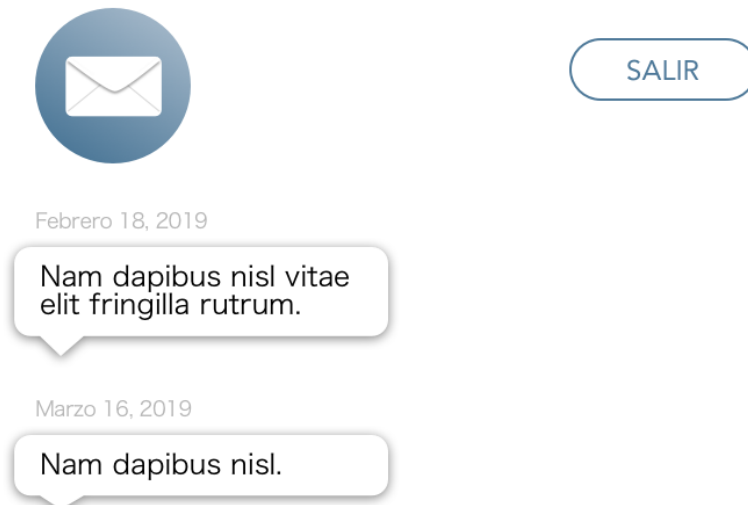 SALIR
Febrero 18, 2019
Nam dapibus nisl vitae
elit fringilla rutrum.
Marzo 16, 2019
Nam dapibus nisl.